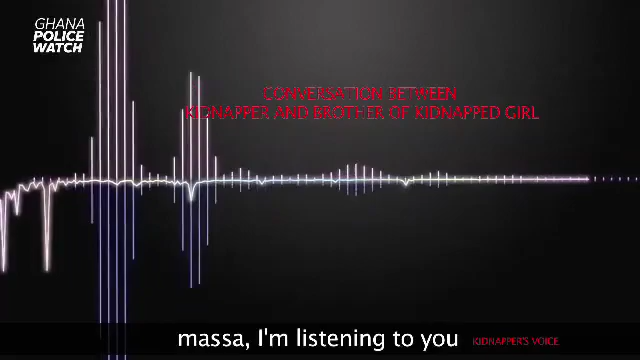 GHANA
POLICE
WATCH
CONVERSATION BETWEEN
KIDNAPPER AND BROTHER OF KIDNAPPED GIRL
massa, I'm listening to you
KIDNAPPER'S VOICE